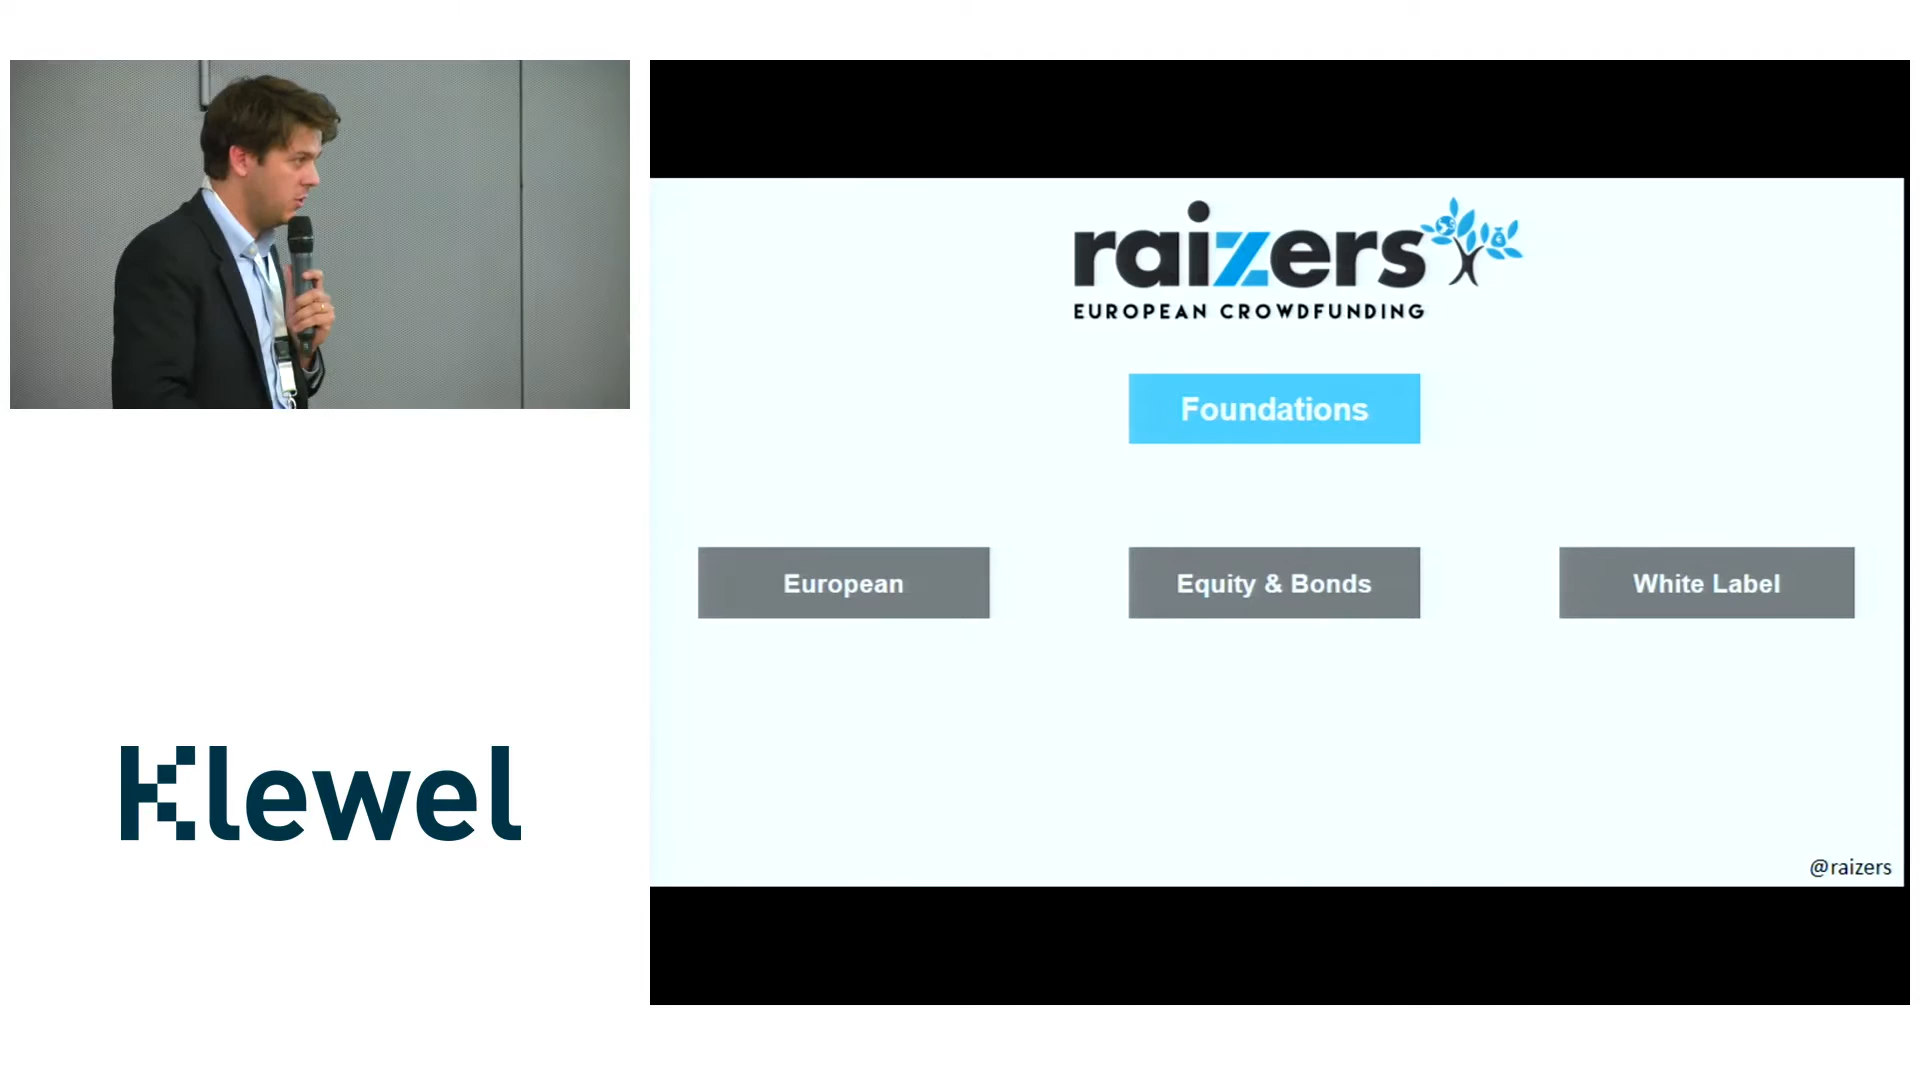 raizers
EUROPEAN CROWDFUNDING
Foundations
European
Equity & Bonds
White Label
@raizers
Klewel